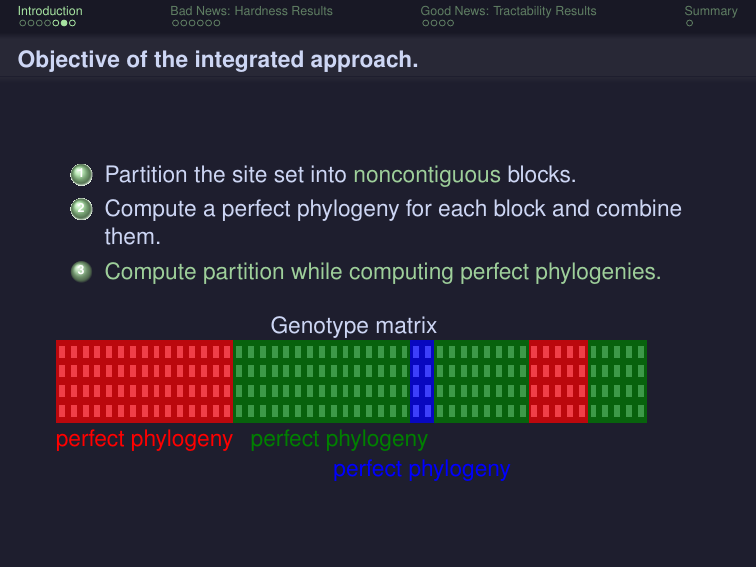 Introduction
Bad News: Hardness Results
Good News: Tractability Results
Summary
Objective of the integrated approach.
1 Partition the site set into noncontiguous blocks.
2 Compute a perfect phylogeny for each block and combine
them.
3 Compute partition while computing perfect phylogenies.
Genotype matrix
perfect phylogeny perfect phylogeny
perfect phylogeny